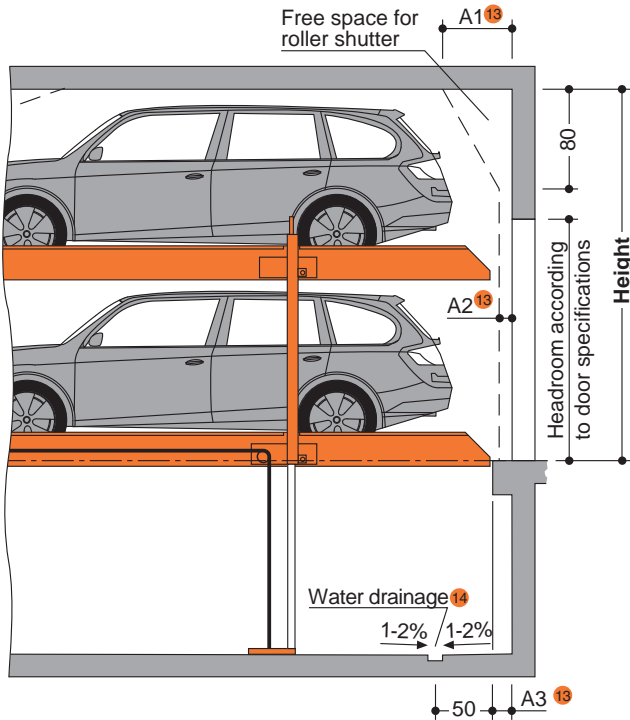 Free space for
roller shutter
A1 13
80
Height
Headroom according
to door specifications
A2 13
Water drainage 14
1-2% 1-2%
50
A3 13